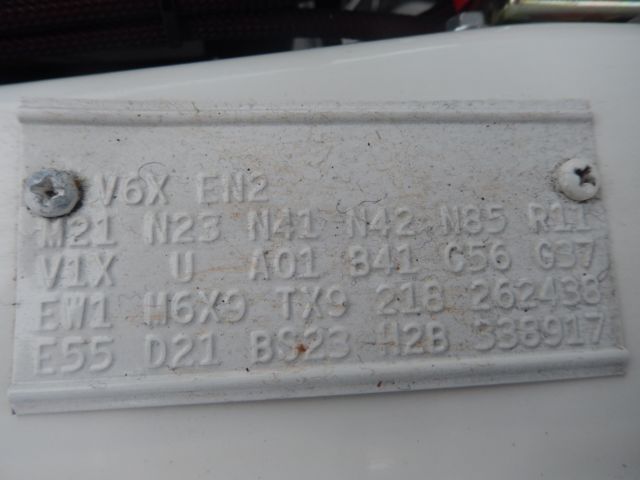 V6X EN2
M21 N23 N41 N42 N85 R11
V1X U A01 B41 C56 G37
EW1 H6X9 TX9 218 262438
E55 D21 BS23 H2B 338917